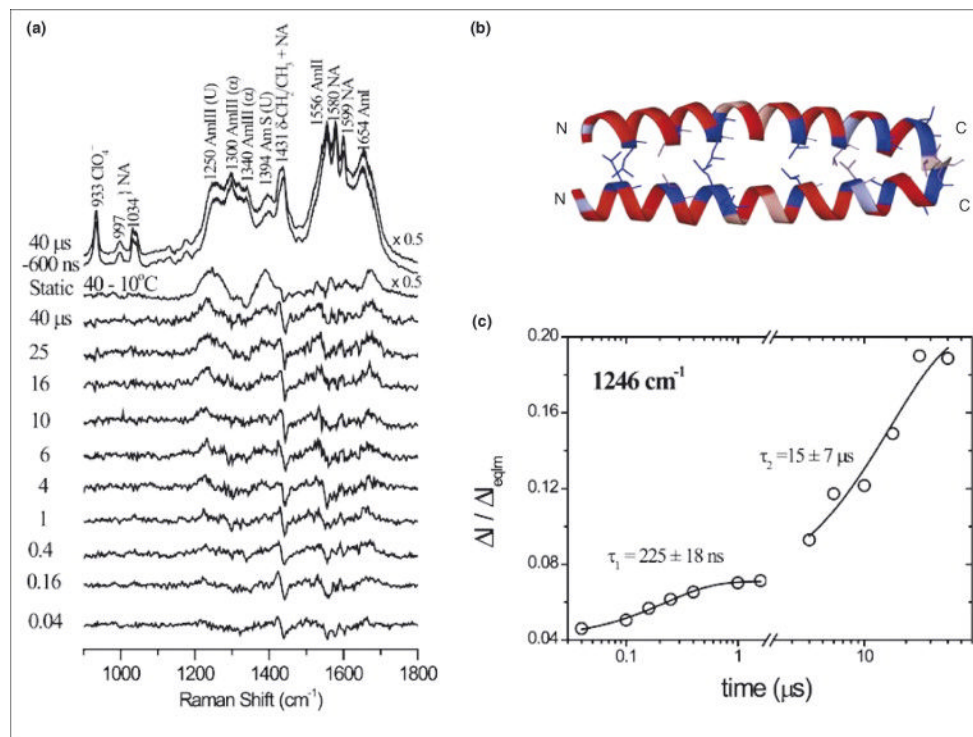 (a)
933 ClO₄⁻
997 } NA
1034
1250 AmIII (U)
1300 AmIII (α)
1340 AmIII (α)
1394 Am S (U)
1431 δ-CH₂/CH₃ + NA
1556 AmII
1580 NA
1599 NA
1654 AmI
40 μs
-600 ns
x 0.5
Static 40 - 10°C
x 0.5
40 μs
25
16
10
6
4
1
0.4
0.16
0.04
1000 1200 1400 1600 1800
Raman Shift (cm⁻¹)
(b)
N C
N C
(c)
0.20
0.16
0.12
0.08
0.04
ΔI / ΔI_eqlm
1246 cm⁻¹
τ₂ =15 ± 7 μs
τ₁ = 225 ± 18 ns
0.1 1 10
time (μs)